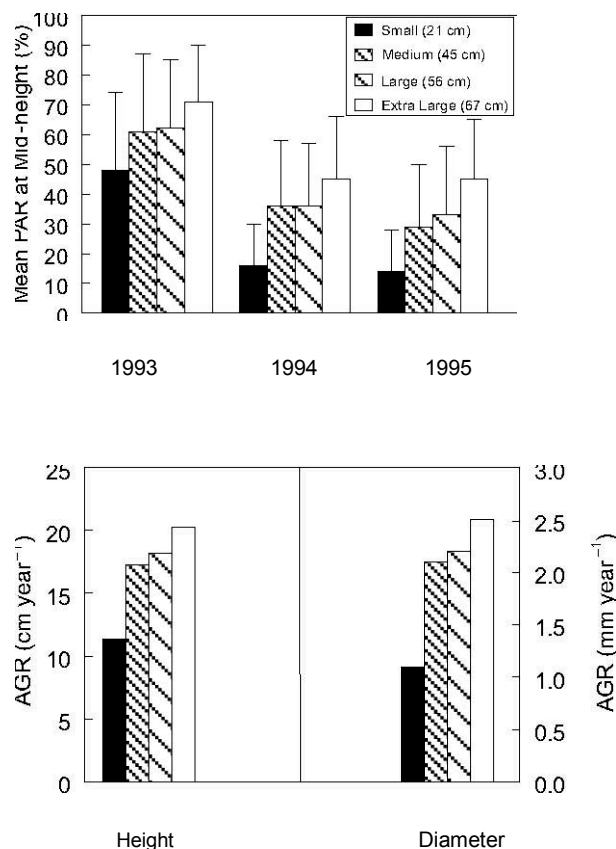 Mean PAR at Mid-height (%)
100
90
80
70
60
50
40
30
20
10
0
Small (21 cm)
Medium (45 cm)
Large (56 cm)
Extra Large (67 cm)
1993 1994 1995
AGR (cm year⁻¹)
25
20
15
10
5
0
3.0
2.5
2.0
1.5
1.0
0.5
0.0
AGR (mm year⁻¹)
Height Diameter